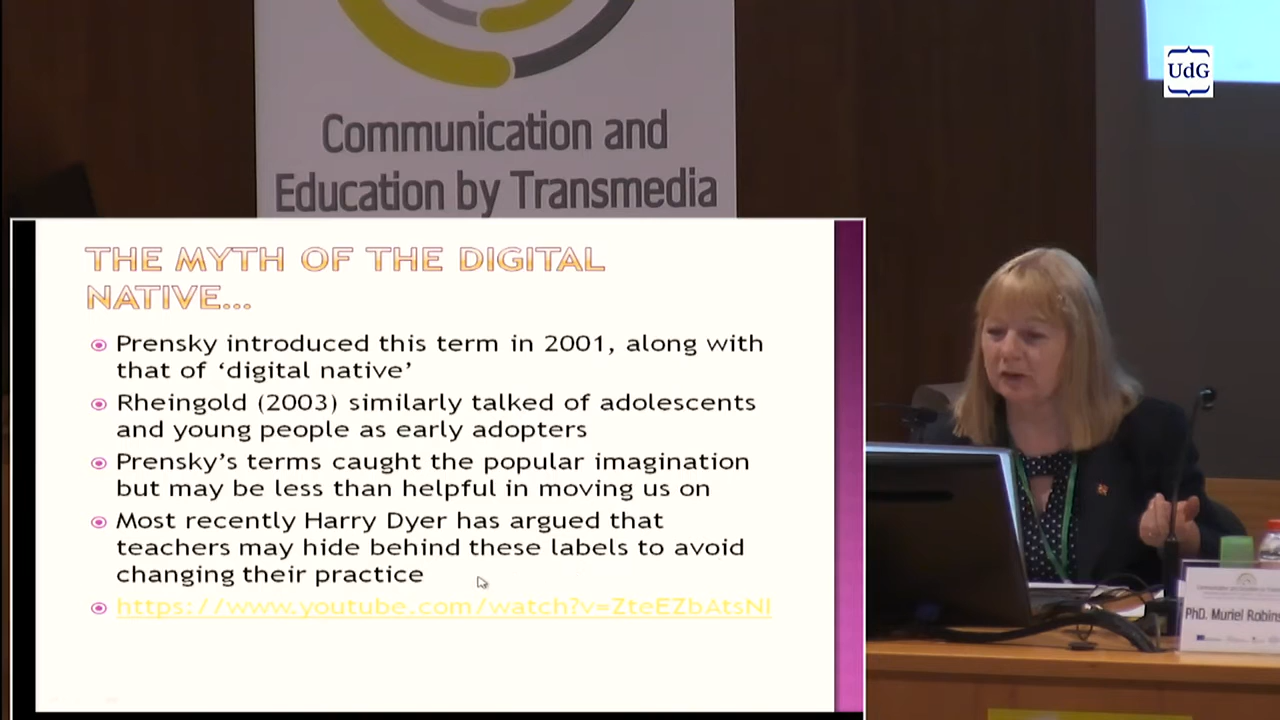 UdG
Communication and
Education by Transmedia
THE MYTH OF THE DIGITAL
NATIVE...
Prensky introduced this term in 2001, along with
that of ‘digital native’
Rheingold (2003) similarly talked of adolescents
and young people as early adopters
Prensky’s terms caught the popular imagination
but may be less than helpful in moving us on
Most recently Harry Dyer has argued that
teachers may hide behind these labels to avoid
changing their practice
https://www.youtube.com/watch?v=ZteEZbAtsNI
PhD. Muriel Robins